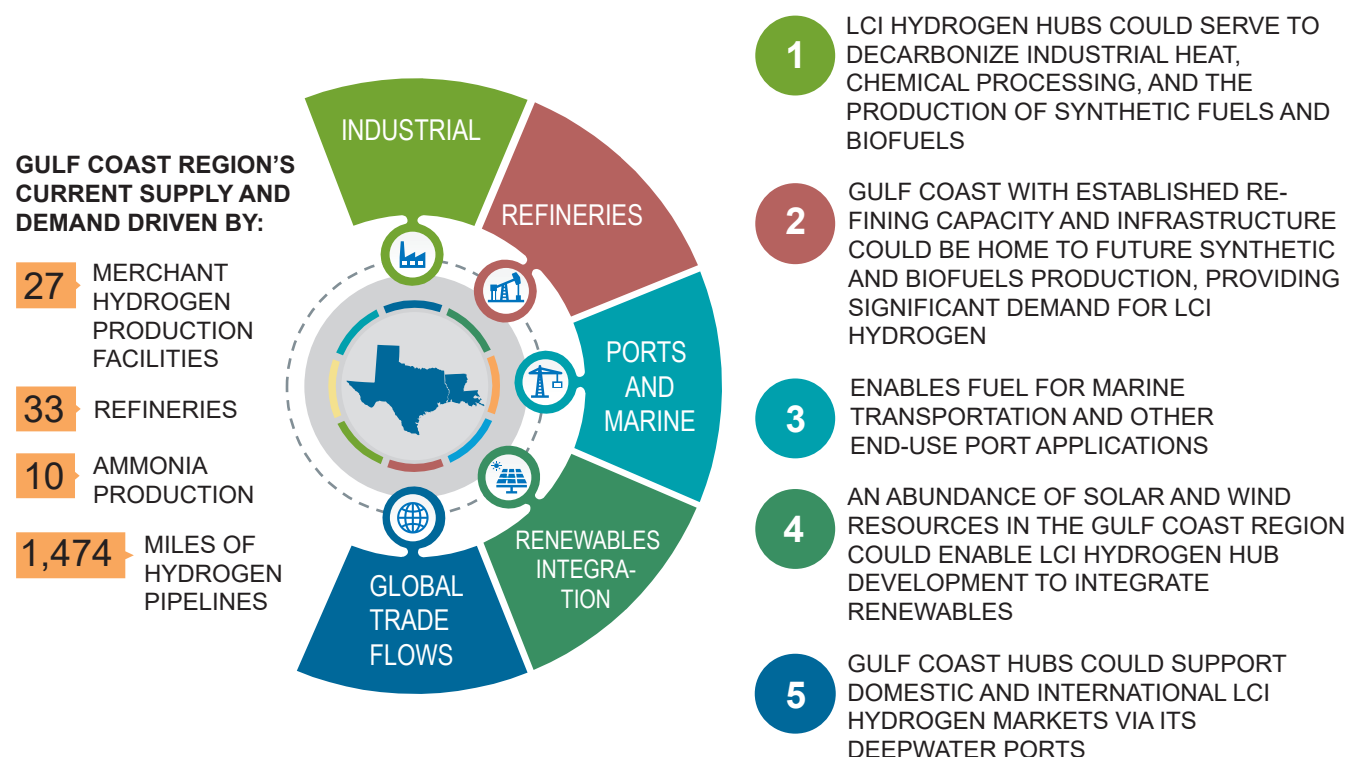 GULF COAST REGION'S
CURRENT SUPPLY AND
DEMAND DRIVEN BY:
27
MERCHANT
HYDROGEN
PRODUCTION
FACILITIES
33
REFINERIES
10
AMMONIA
PRODUCTION
1,474
MILES OF
HYDROGEN
PIPELINES
INDUSTRIAL
REFINERIES
PORTS
AND
MARINE
RENEWABLES
INTEGRA-
TION
GLOBAL
TRADE
FLOWS
1
LCI HYDROGEN HUBS COULD SERVE TO
DECARBONIZE INDUSTRIAL HEAT,
CHEMICAL PROCESSING, AND THE
PRODUCTION OF SYNTHETIC FUELS AND
BIOFUELS
2
GULF COAST WITH ESTABLISHED RE-
FINING CAPACITY AND INFRASTRUCTURE
COULD BE HOME TO FUTURE SYNTHETIC
AND BIOFUELS PRODUCTION, PROVIDING
SIGNIFICANT DEMAND FOR LCI
HYDROGEN
3
ENABLES FUEL FOR MARINE
TRANSPORTATION AND OTHER
END-USE PORT APPLICATIONS
4
AN ABUNDANCE OF SOLAR AND WIND
RESOURCES IN THE GULF COAST REGION
COULD ENABLE LCI HYDROGEN HUB
DEVELOPMENT TO INTEGRATE
RENEWABLES
5
GULF COAST HUBS COULD SUPPORT
DOMESTIC AND INTERNATIONAL LCI
HYDROGEN MARKETS VIA ITS
DEEPWATER PORTS